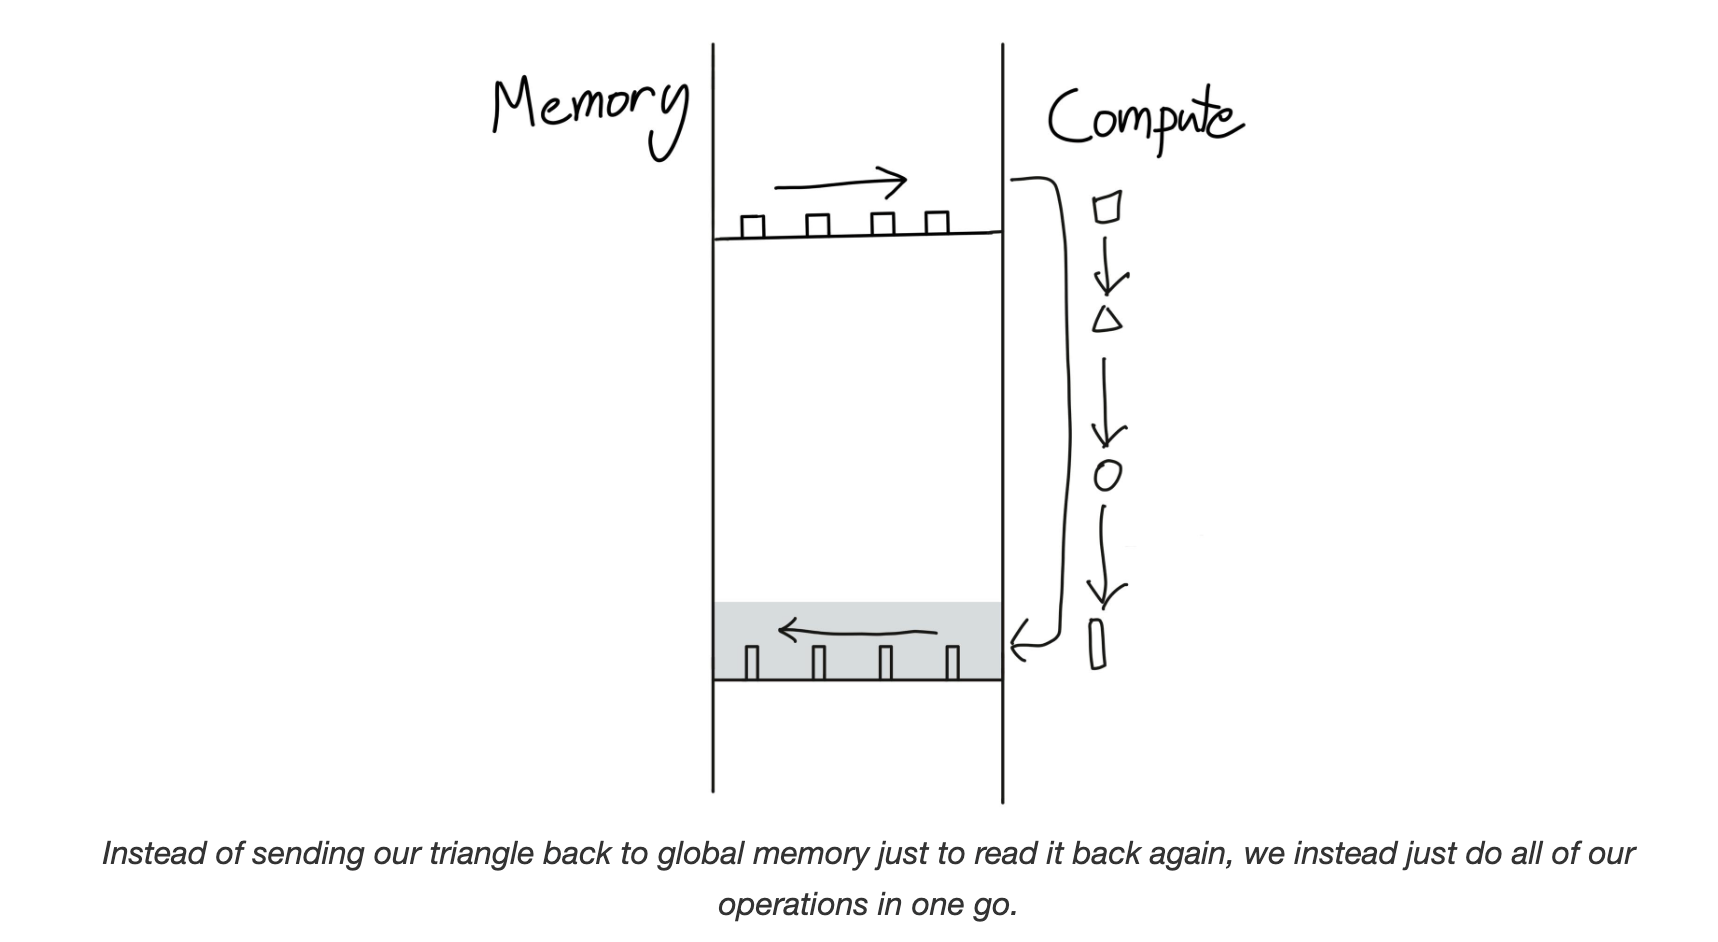 Memory
Compute
Instead of sending our triangle back to global memory just to read it back again, we instead just do all of our
operations in one go.